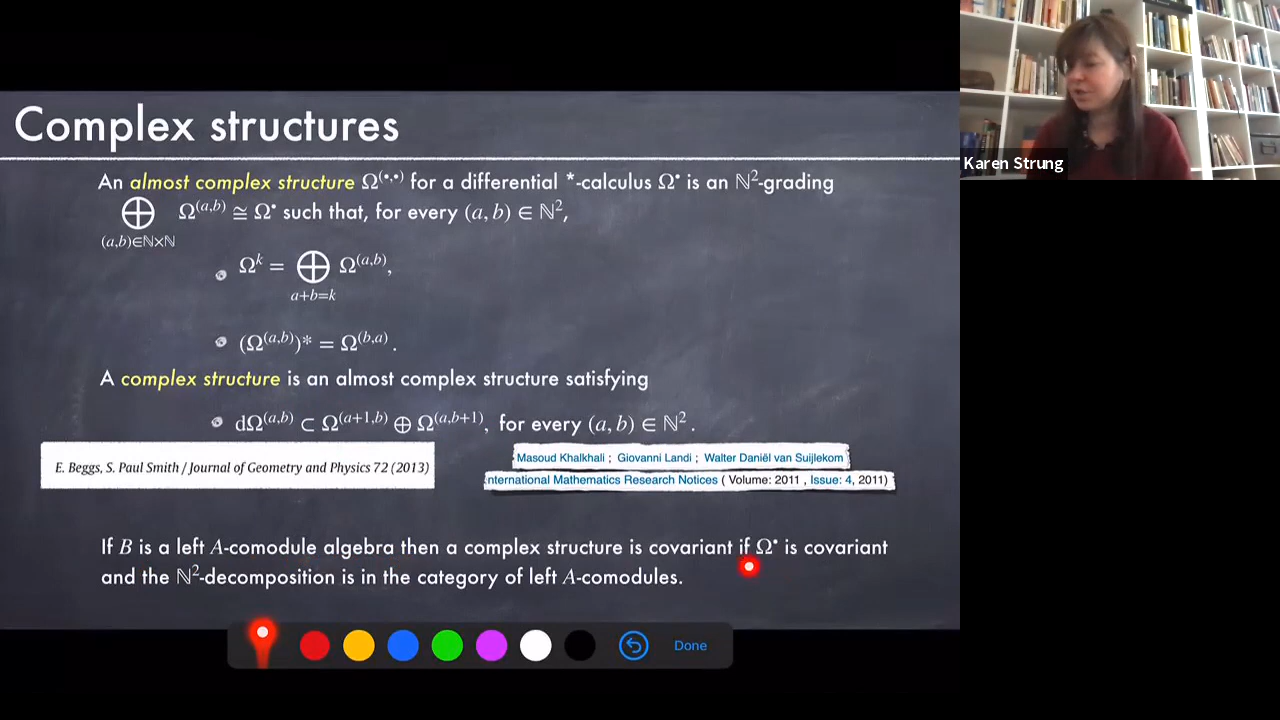 Complex structures
An almost complex structure Ω^(•,•) for a differential *-calculus Ω^• is an ℕ²-grading
⊕ Ω^(a,b) ≅ Ω^• such that, for every (a, b) ∈ ℕ²,
(a,b)∈ℕ×ℕ
Ω^k = ⊕ Ω^(a,b),
a+b=k
(Ω^(a,b))* = Ω^(b,a).
A complex structure is an almost complex structure satisfying
dΩ^(a,b) ⊂ Ω^(a+1,b) ⊕ Ω^(a,b+1), for every (a, b) ∈ ℕ².
E. Beggs, S. Paul Smith / Journal of Geometry and Physics 72 (2013)
Masoud Khalkhali ; Giovanni Landi ; Walter Daniël van Suijlekom
nternational Mathematics Research Notices ( Volume: 2011 , Issue: 4, 2011)
If B is a left A-comodule algebra then a complex structure is covariant if Ω^• is covariant
and the ℕ²-decomposition is in the category of left A-comodules.
Done
Karen Strung